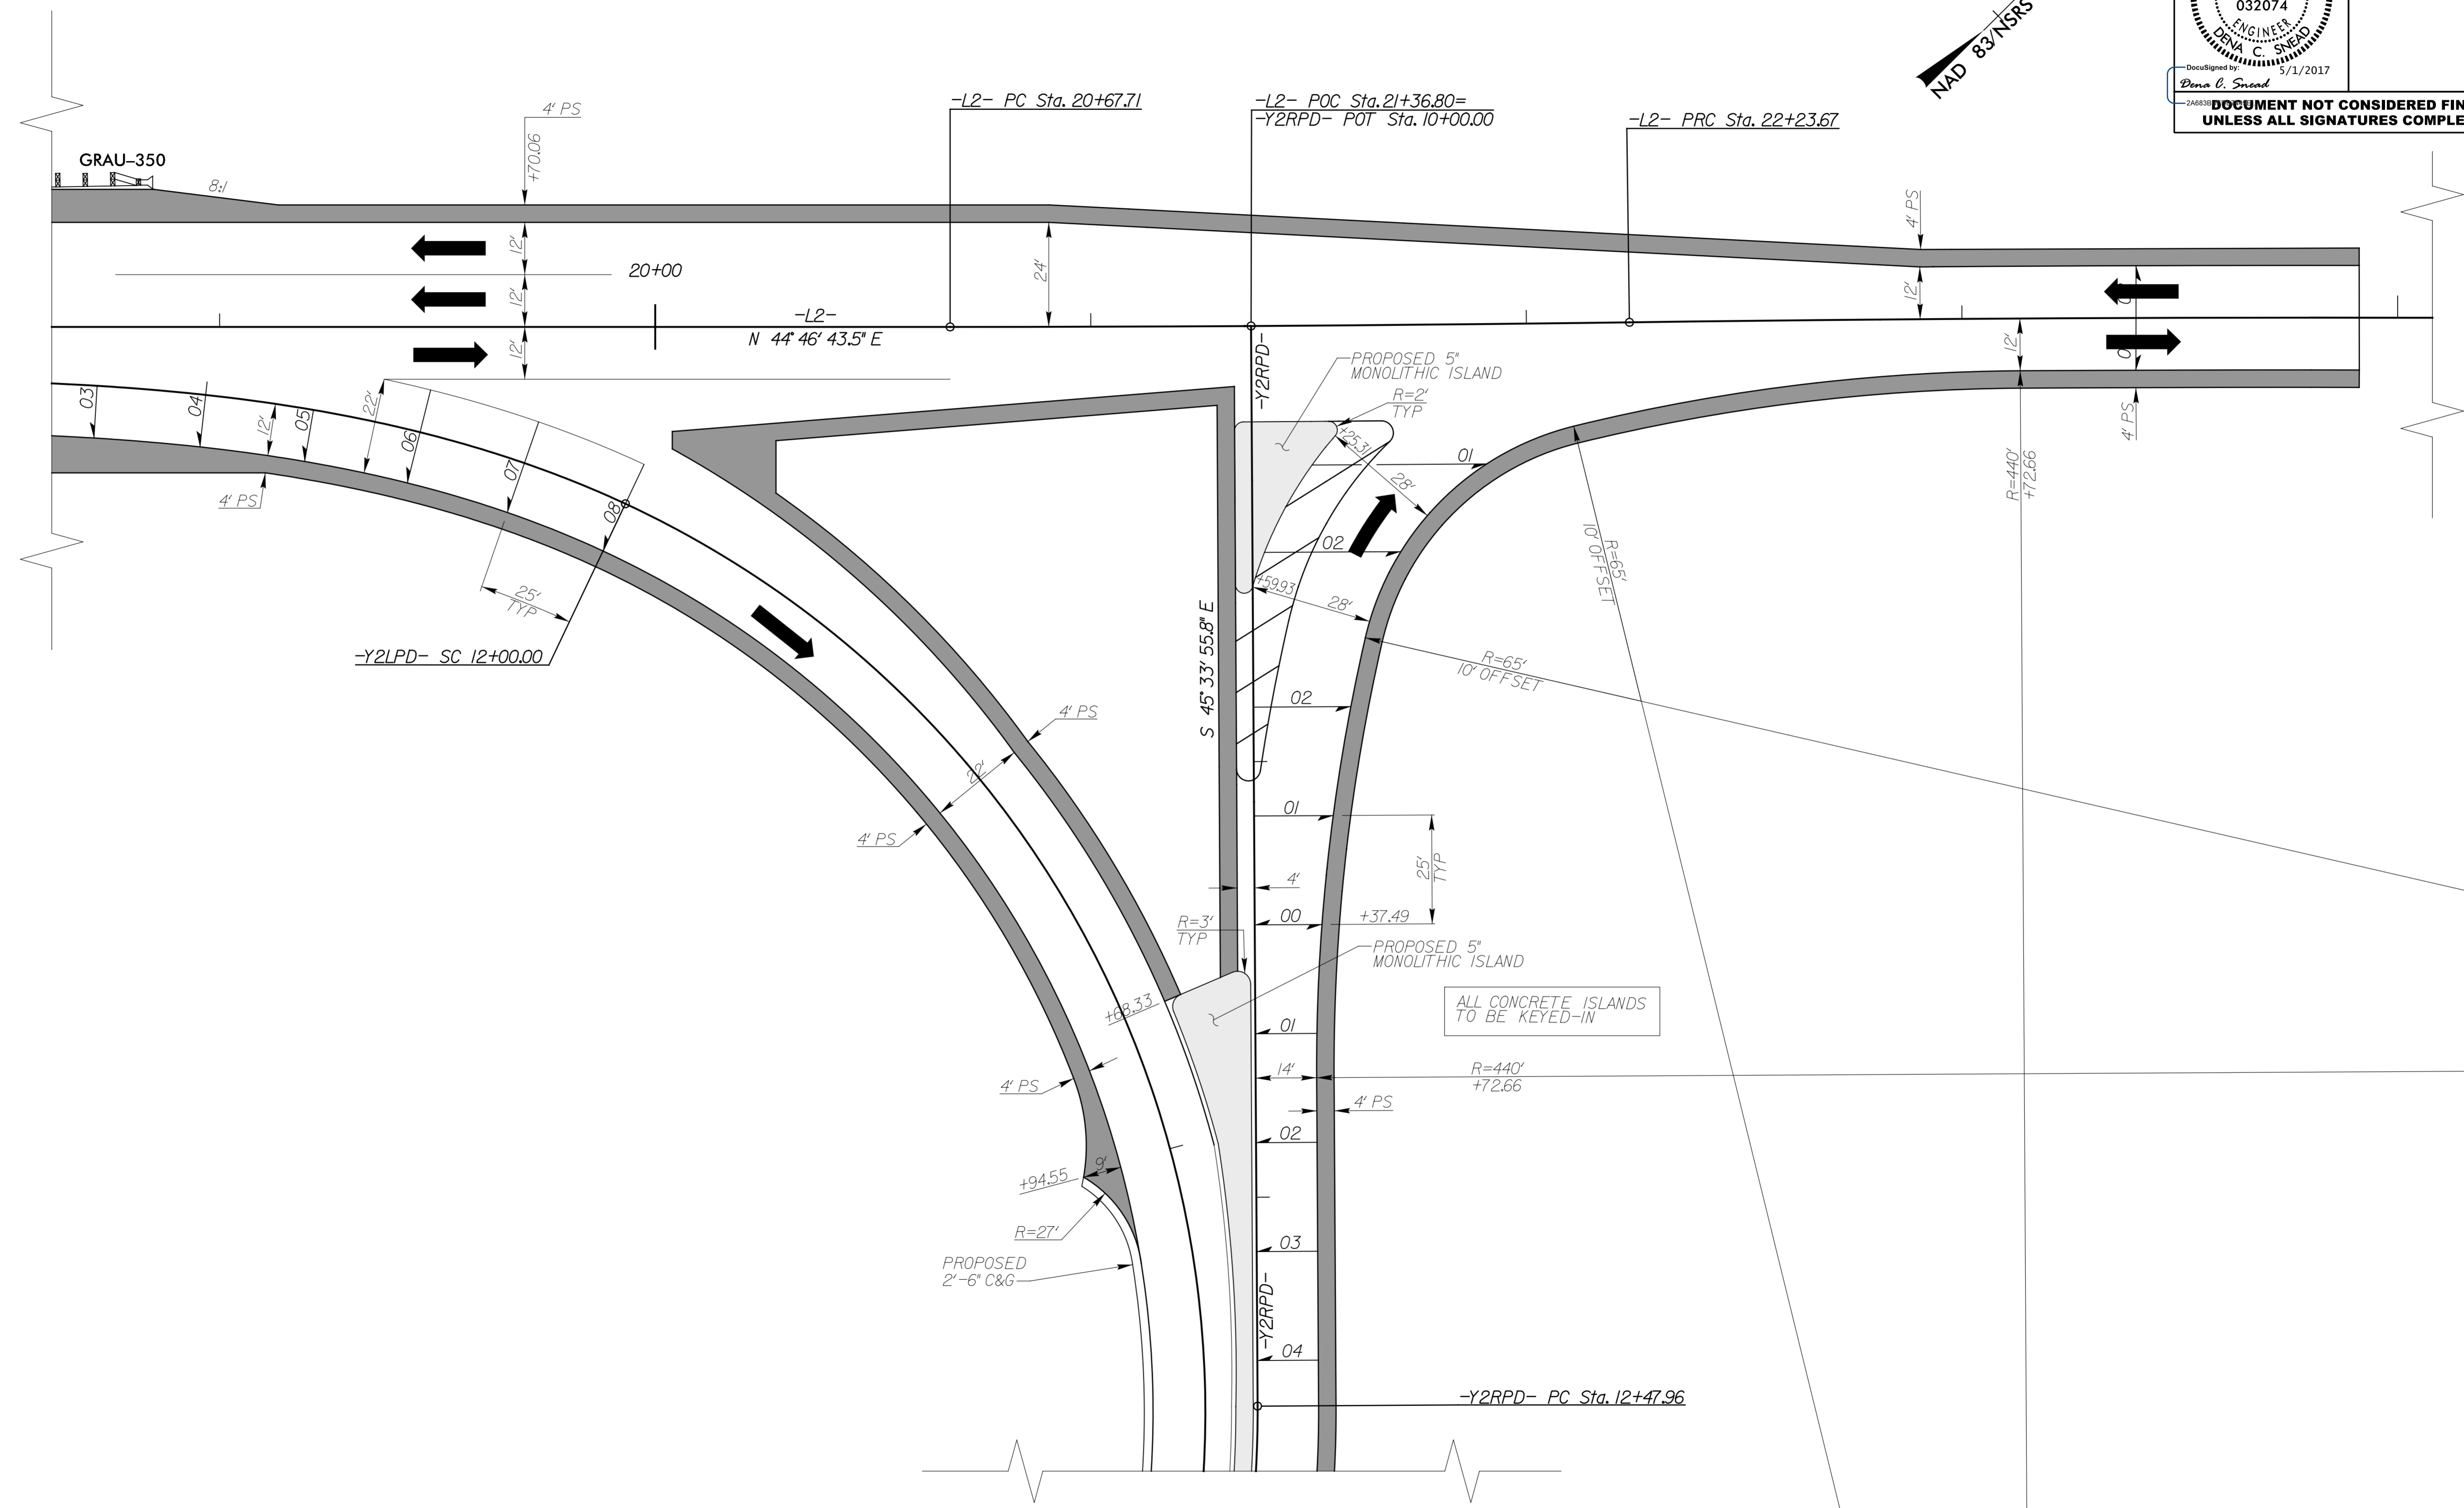 032074
ENGINEER
DENA C. SNEAD
DocuSigned by:
5/1/2017
Dena C. Snead
DOCUMENT NOT CONSIDERED FIN
UNLESS ALL SIGNATURES COMPLE
NAD 83/NSRS
-L2- PC Sta. 20+67.71
-L2- POC Sta. 21+36.80=
-Y2RPD- POT Sta. 10+00.00
-L2- PRC Sta. 22+23.67
4' PS
+70.06
GRAU-350
8:1
12'
12'
12'
20+00
24'
-L2-
N 44° 46' 43.5" E
4' PS
12'
12'
4' PS
R=440'
+72.66
-Y2RPD-
PROPOSED 5"
MONOLITHIC ISLAND
R=2'
TYP
+25.31
28'
01
02
+59.93
28'
R=65'
10' OFFSET
R=65'
10' OFFSET
03
04
12'
05
22'
06
07
08
4' PS
25'
TYP
-Y2LPD- SC 12+00.00
S 45° 33' 55.8" E
02
4' PS
22'
4' PS
01
25'
TYP
4'
00
+37.49
R=3'
TYP
PROPOSED 5"
MONOLITHIC ISLAND
ALL CONCRETE ISLANDS
TO BE KEYED-IN
+68.33
01
14'
R=440'
+72.66
4' PS
4' PS
02
9'
+94.55
R=27'
PROPOSED
2'-6" C&G
03
-Y2RPD-
04
-Y2RPD- PC Sta. 12+47.96